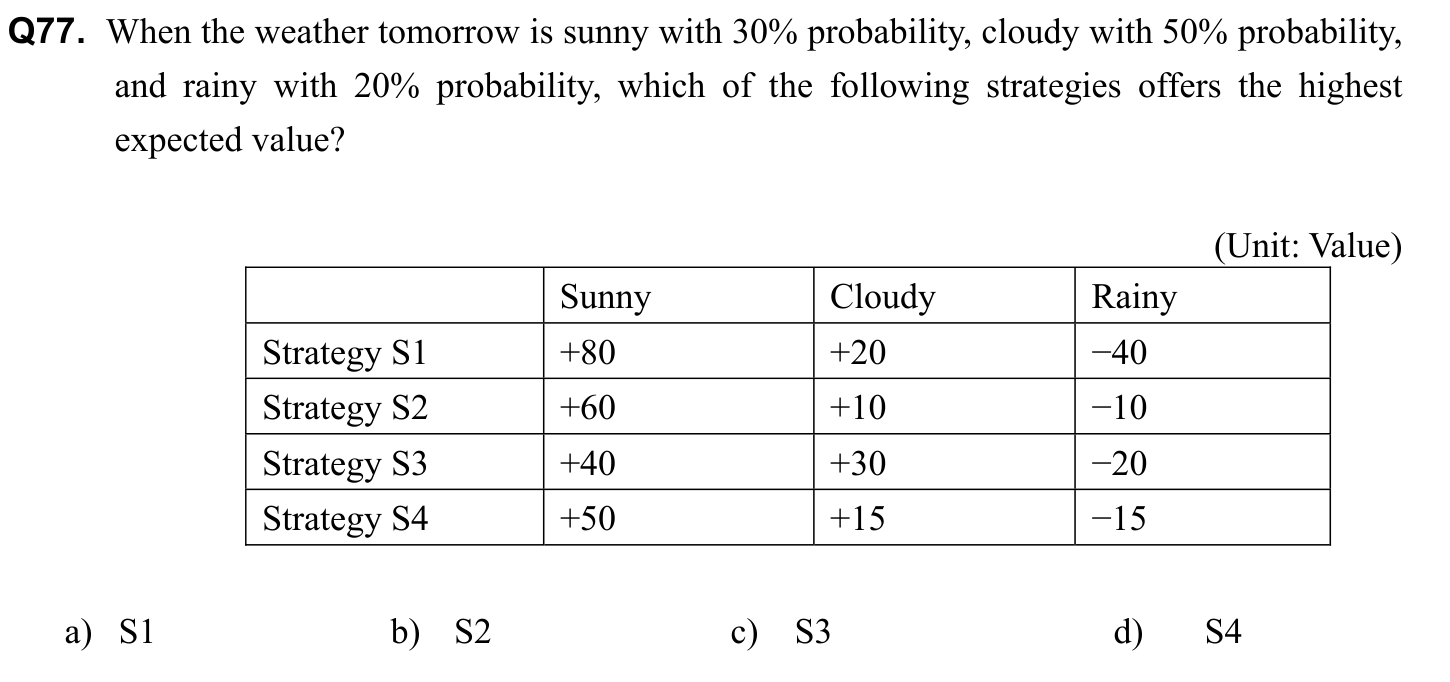 Q77. When the weather tomorrow is sunny with 30% probability, cloudy with 50% probability,
and rainy with 20% probability, which of the following strategies offers the highest
expected value?
(Unit: Value)
Sunny Cloudy Rainy
Strategy S1 +80 +20 −40
Strategy S2 +60 +10 −10
Strategy S3 +40 +30 −20
Strategy S4 +50 +15 −15
a) S1 b) S2 c) S3 d) S4